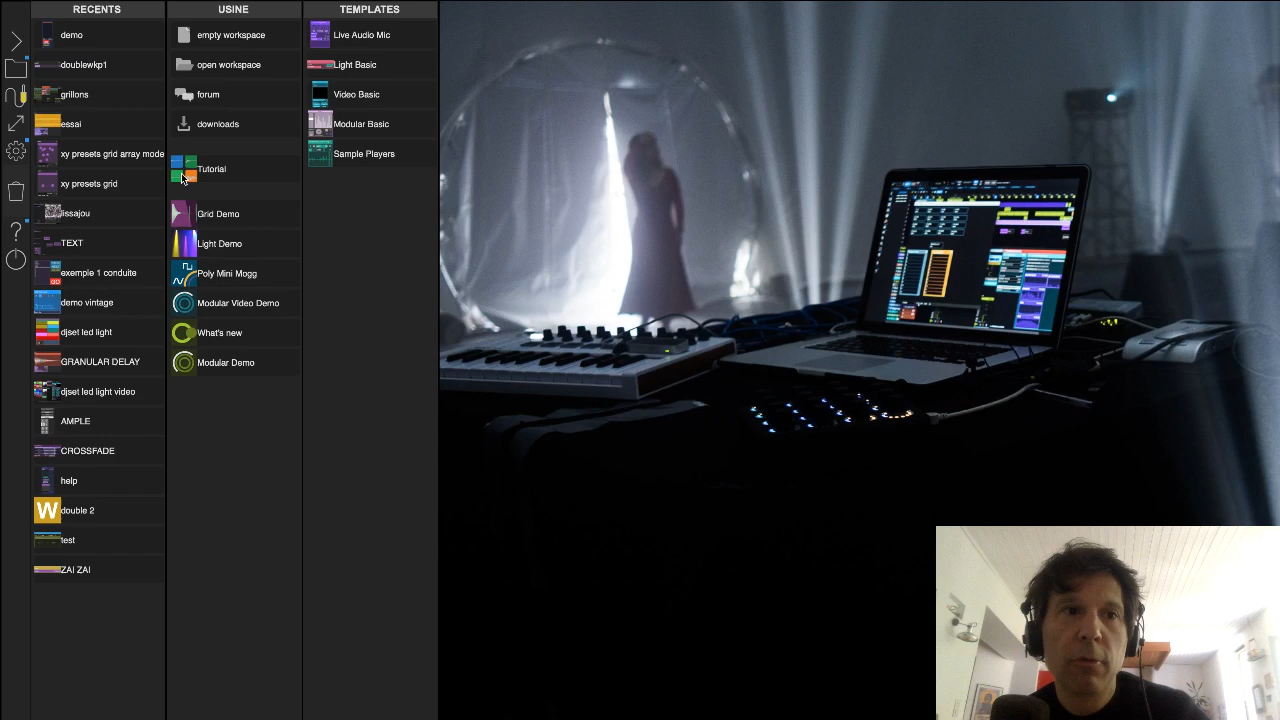 RECENTS
demo
doublewkp1
grillons
essai
xy presets grid array mode
xy presets grid
lissajou
TEXT
exemple 1 conduite
demo vintage
djset led light
GRANULAR DELAY
djset led light video
AMPLE
CROSSFADE
help
W
double 2
test
ZAI ZAI
USINE
empty workspace
open workspace
forum
downloads
Tutorial
Grid Demo
Light Demo
Poly Mini Mogg
Modular Video Demo
What's new
Modular Demo
TEMPLATES
Live Audio Mic
Light Basic
Video Basic
Modular Basic
Sample Players